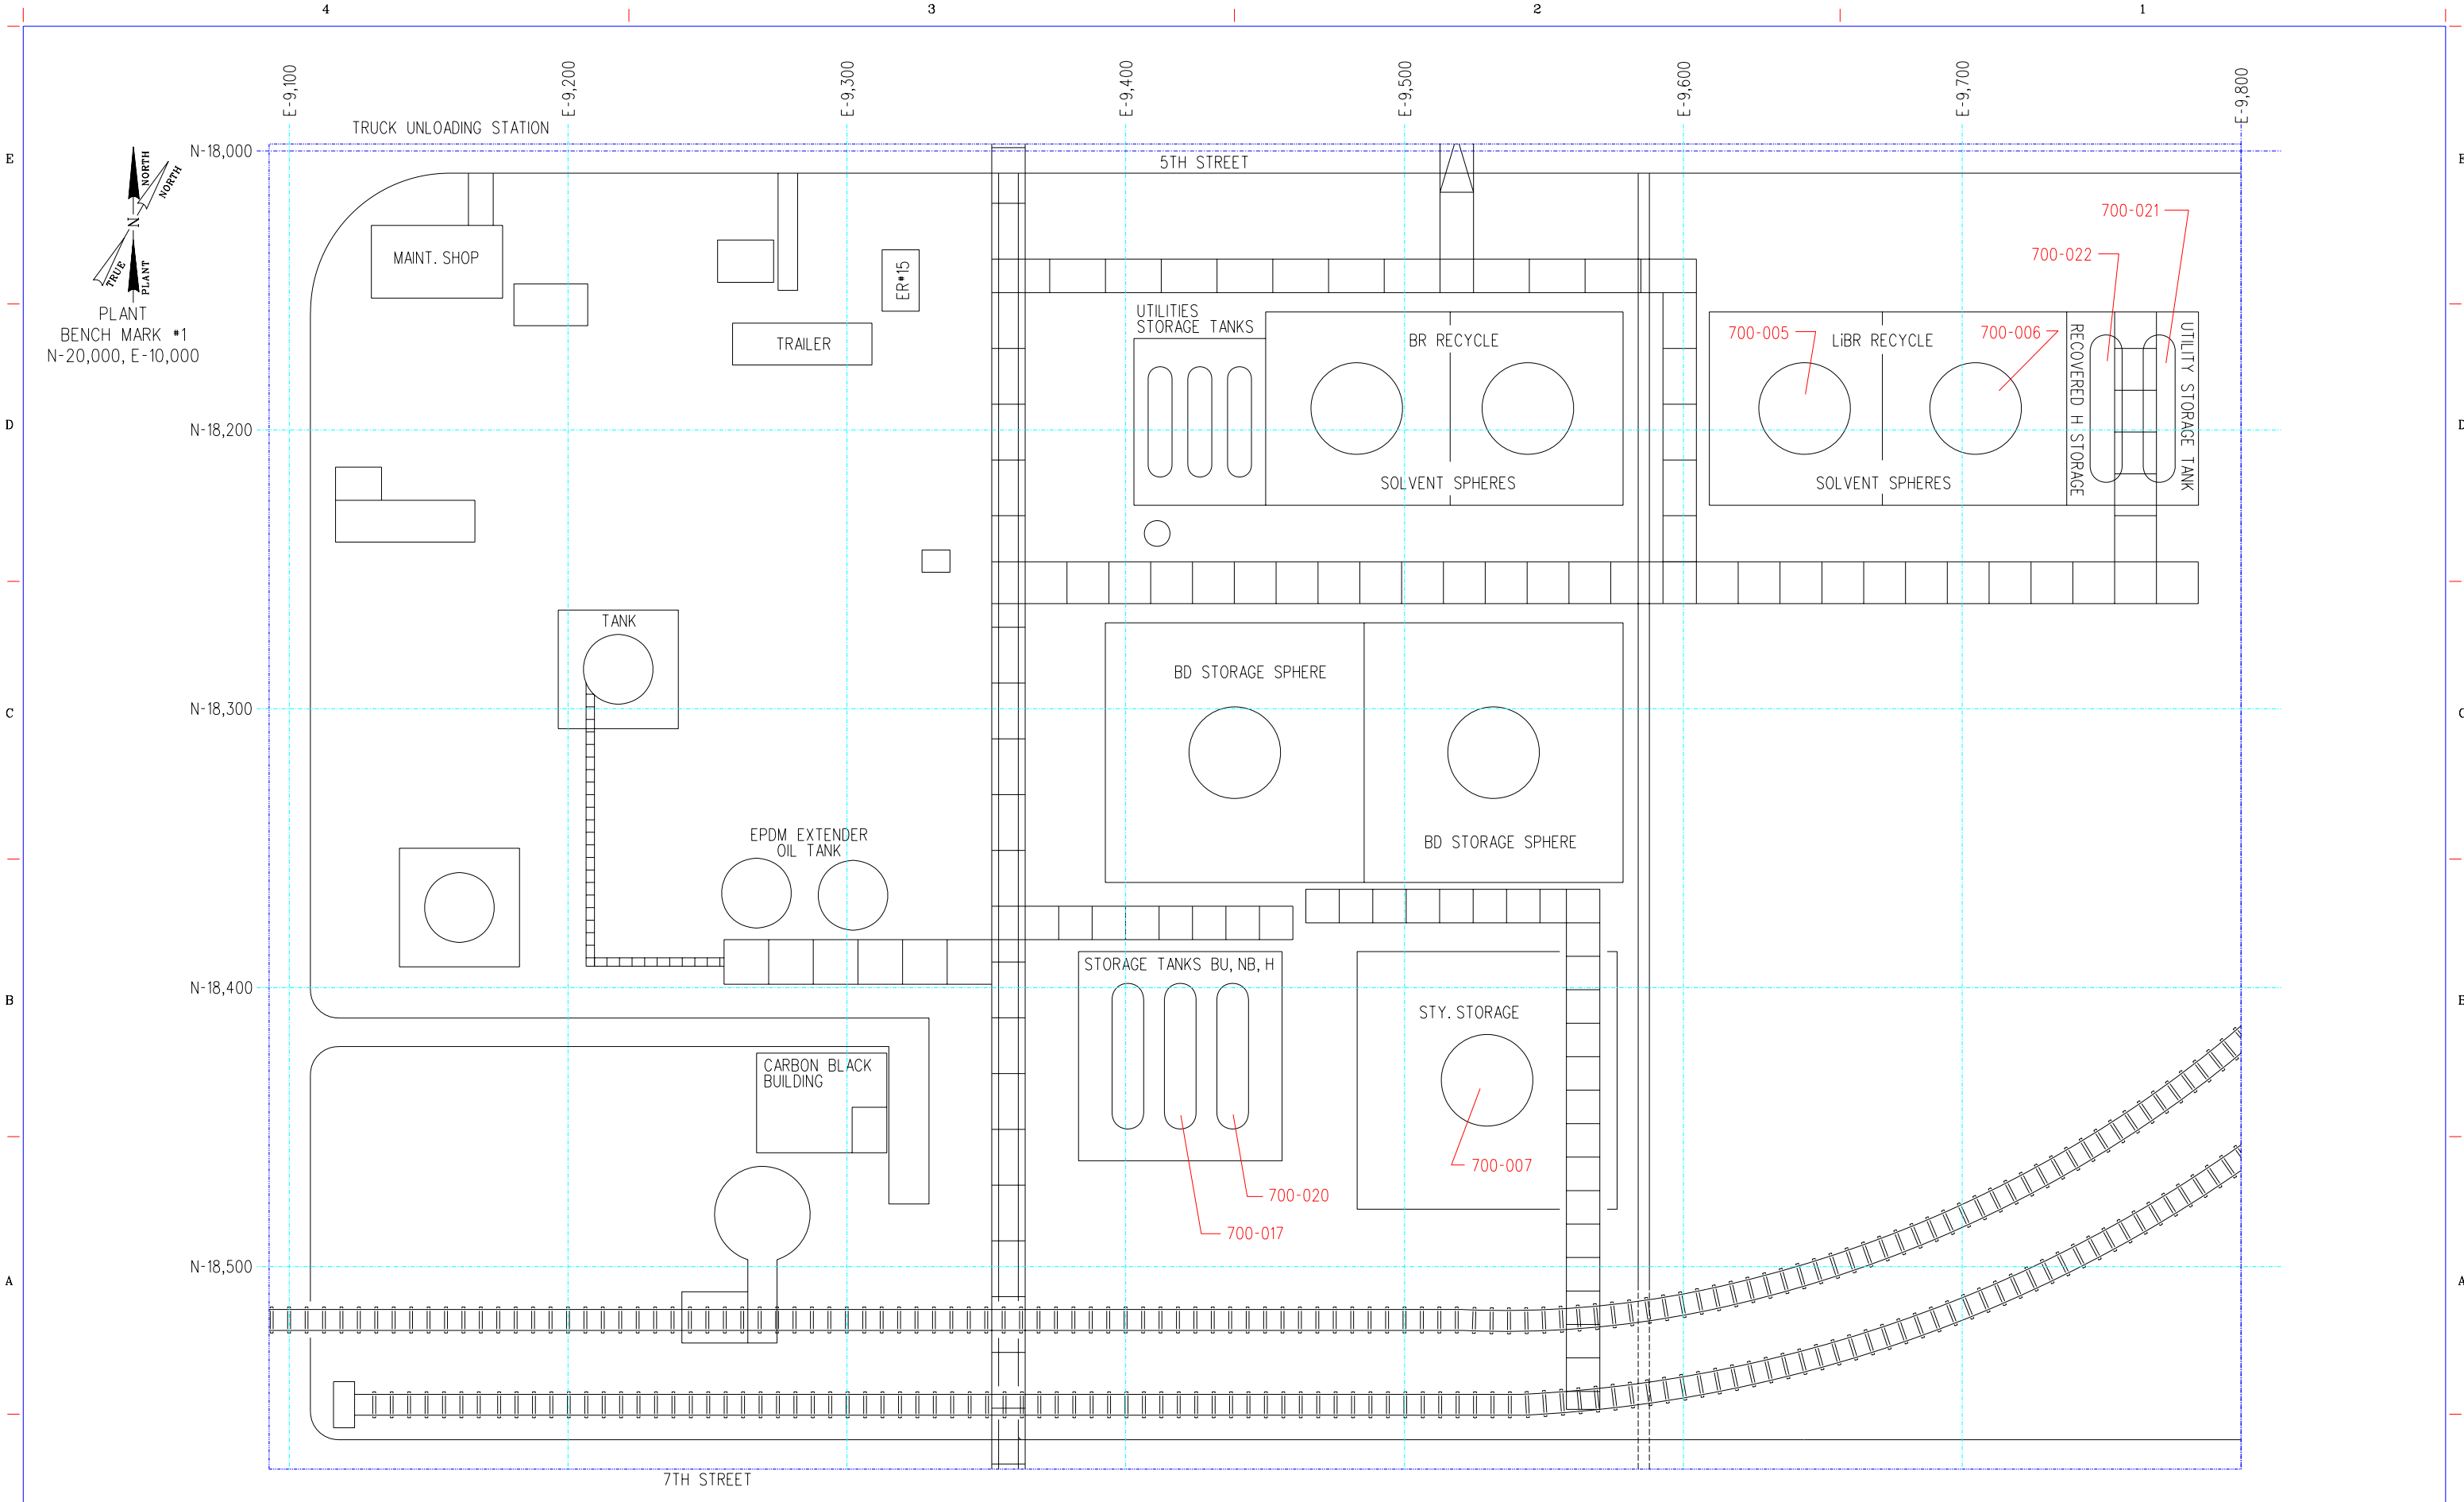 4 3 2 1
E-9,100 E-9,200 E-9,300 E-9,400 E-9,500 E-9,600 E-9,700 E-9,800
TRUCK UNLOADING STATION
N-18,000
5TH STREET
E E
NORTH
NORTH
N
TRUE
PLANT
PLANT
BENCH MARK #1
N-20,000, E-10,000
MAINT. SHOP
ER#15
TRAILER
UTILITIES
STORAGE TANKS
BR RECYCLE
SOLVENT SPHERES
700-005
LiBR RECYCLE
700-006
SOLVENT SPHERES
700-021
700-022
RECOVERED H STORAGE
UTILITY STORAGE TANK
D D
N-18,200
TANK
BD STORAGE SPHERE
N-18,300
C C
EPDM EXTENDER
OIL TANK
BD STORAGE SPHERE
STORAGE TANKS BU, NB, H
N-18,400
B B
STY. STORAGE
CARBON BLACK
BUILDING
700-007
700-020
700-017
N-18,500
A A
7TH STREET